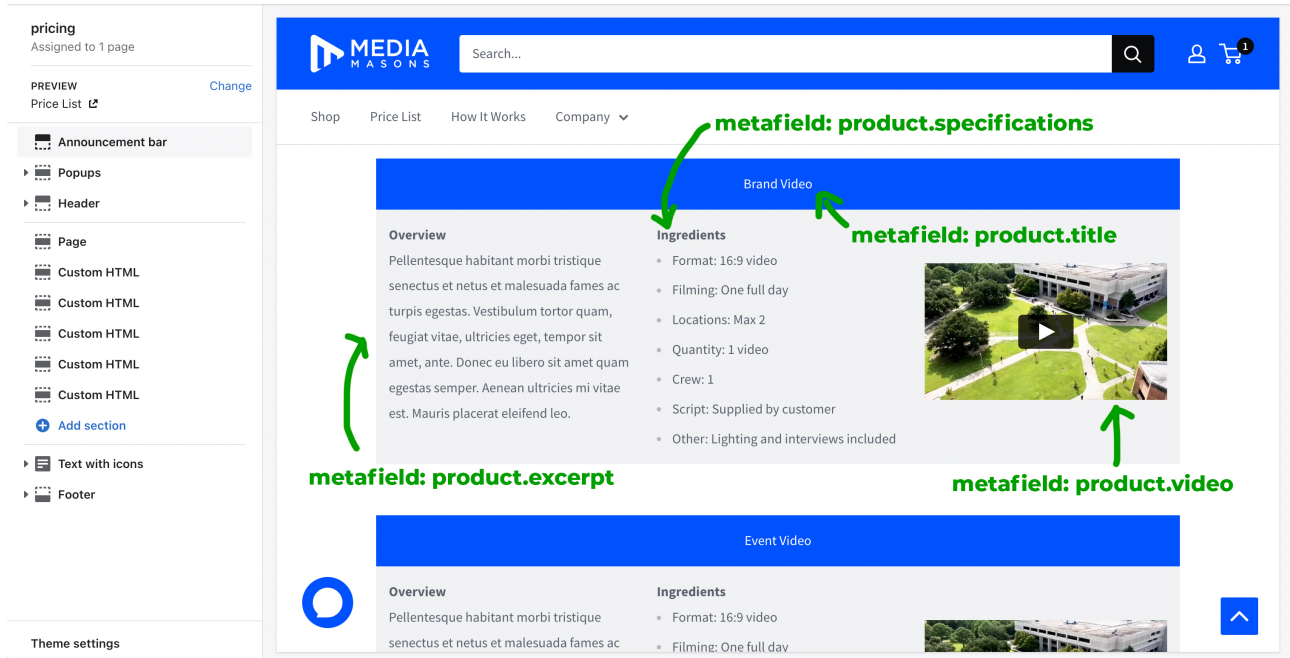 pricing
Assigned to 1 page
PREVIEW
Change
Price List
Announcement bar
Popups
Header
Page
Custom HTML
Custom HTML
Custom HTML
Custom HTML
Custom HTML
Add section
Text with icons
Footer
Theme settings
MEDIA
MASONS
Search...
1
Shop
Price List
How It Works
Company
metafield: product.specifications
Brand Video
metafield: product.title
Overview
Pellentesque habitant morbi tristique
senectus et netus et malesuada fames ac
turpis egestas. Vestibulum tortor quam,
feugiat vitae, ultricies eget, tempor sit
amet, ante. Donec eu libero sit amet quam
egestas semper. Aenean ultricies mi vitae
est. Mauris placerat eleifend leo.
metafield: product.excerpt
Ingredients
Format: 16:9 video
Filming: One full day
Locations: Max 2
Quantity: 1 video
Crew: 1
Script: Supplied by customer
Other: Lighting and interviews included
metafield: product.video
Event Video
Overview
Pellentesque habitant morbi tristique
senectus et netus et malesuada fames ac
Ingredients
Format: 16:9 video
Filming: One full day